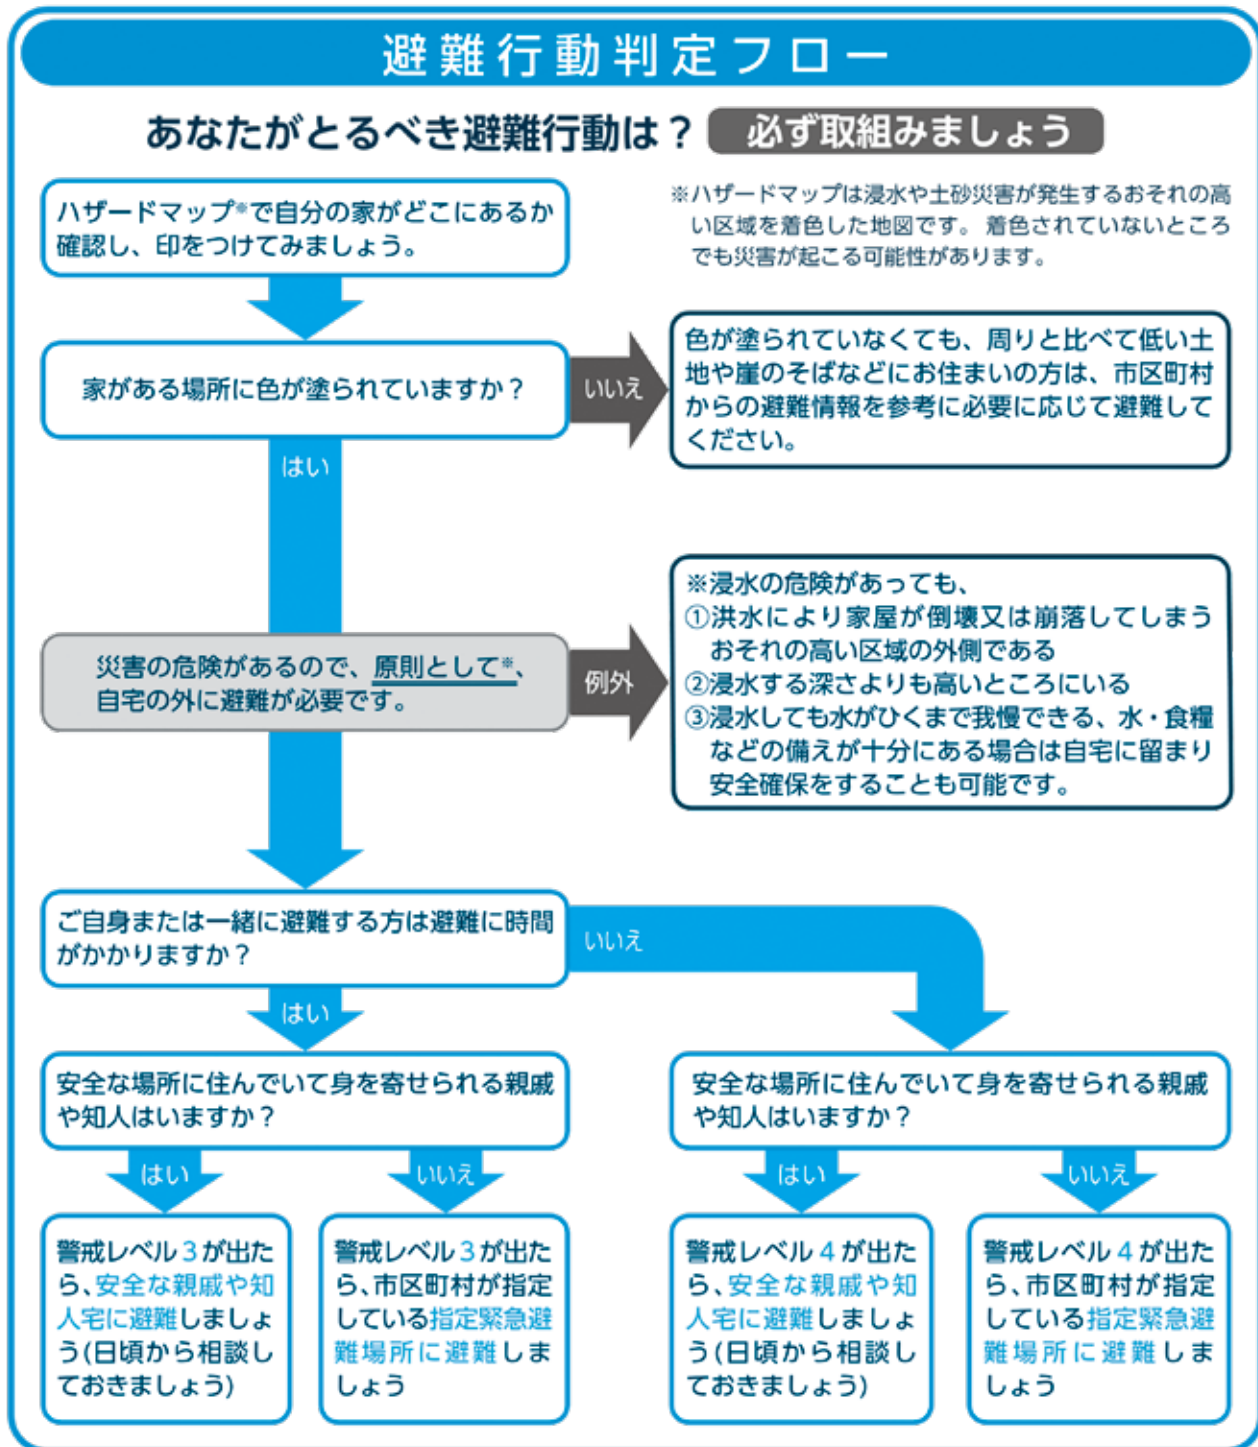 避難行動判定フロー
あなたがとるべき避難行動は？ 必ず取組みましょう
ハザードマップ※で自分の家がどこにあるか
確認し、印をつけてみましょう。
※ハザードマップは浸水や土砂災害が発生するおそれの高
い区域を着色した地図です。 着色されていないところ
でも災害が起こる可能性があります。
家がある場所に色が塗られていますか？
いいえ
色が塗られていなくても、周りと比べて低い土
地や崖のそばなどにお住まいの方は、市区町村
からの避難情報を参考に必要に応じて避難して
ください。
はい
災害の危険があるので、原則として※、
自宅の外に避難が必要です。
例外
※浸水の危険があっても、
①洪水により家屋が倒壊又は崩落してしまう
おそれの高い区域の外側である
②浸水する深さよりも高いところにいる
③浸水しても水がひくまで我慢できる、水・食糧
などの備えが十分にある場合は自宅に留まり
安全確保をすることも可能です。
ご自身または一緒に避難する方は避難に時間
がかかりますか？
いいえ
はい
安全な場所に住んでいて身を寄せられる親戚
や知人はいますか？
はい
いいえ
警戒レベル３が出た
ら、安全な親戚や知
人宅に避難しましょ
う(日頃から相談し
ておきましょう)
警戒レベル３が出た
ら、市区町村が指定
している指定緊急避
難場所に避難しま
しょう
安全な場所に住んでいて身を寄せられる親戚
や知人はいますか？
はい
いいえ
警戒レベル４が出た
ら、安全な親戚や知
人宅に避難しましょ
う(日頃から相談し
ておきましょう)
警戒レベル４が出た
ら、市区町村が指定
している指定緊急避
難場所に避難しま
しょう